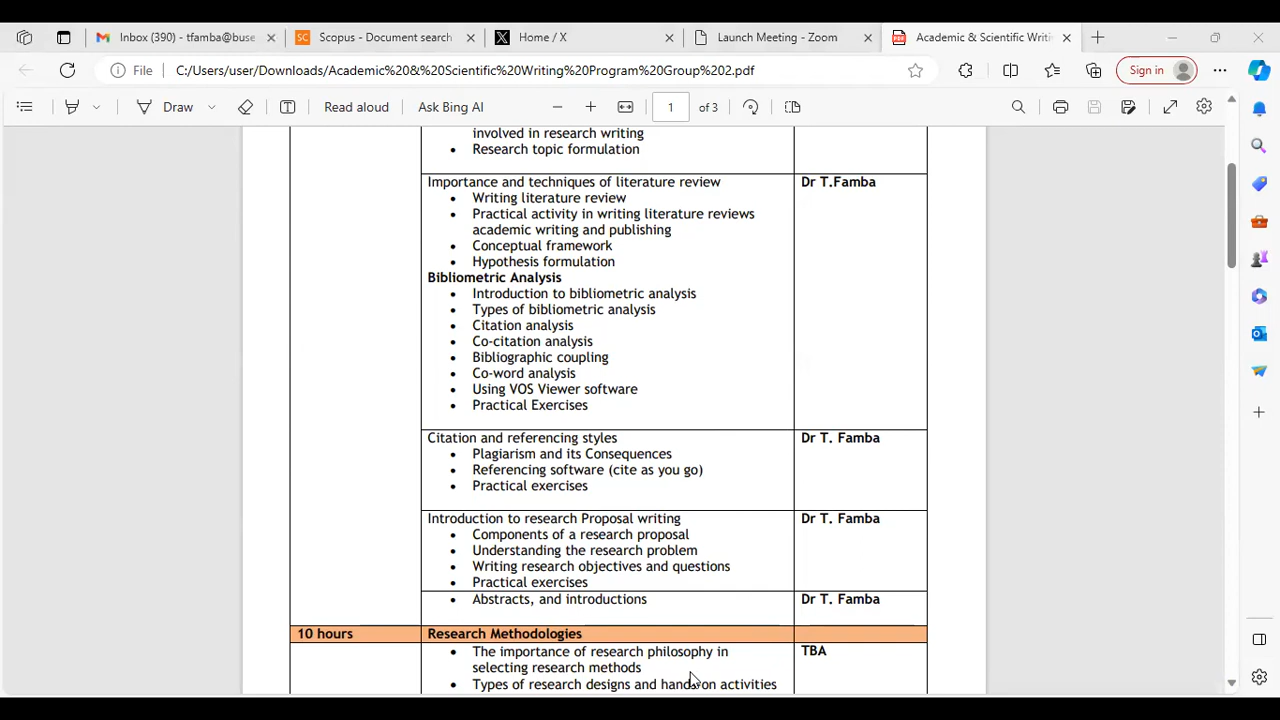 Inbox (390) - tfamba@buse
SC Scopus - Document search
Home / X
Launch Meeting - Zoom
PDF Academic & Scientific Writi
File C:/Users/user/Downloads/Academic%20&%20Scientific%20Writing%20Program%20Group%202.pdf
Sign in
Draw
Read aloud
Ask Bing AI
1 of 3
involved in research writing
• Research topic formulation
Importance and techniques of literature review
Dr T.Famba
• Writing literature review
• Practical activity in writing literature reviews
academic writing and publishing
• Conceptual framework
• Hypothesis formulation
Bibliometric Analysis
• Introduction to bibliometric analysis
• Types of bibliometric analysis
• Citation analysis
• Co-citation analysis
• Bibliographic coupling
• Co-word analysis
• Using VOS Viewer software
• Practical Exercises
Citation and referencing styles
Dr T. Famba
• Plagiarism and its Consequences
• Referencing software (cite as you go)
• Practical exercises
Introduction to research Proposal writing
Dr T. Famba
• Components of a research proposal
• Understanding the research problem
• Writing research objectives and questions
• Practical exercises
• Abstracts, and introductions
Dr T. Famba
10 hours
Research Methodologies
• The importance of research philosophy in
selecting research methods
TBA
• Types of research designs and hands-on activities